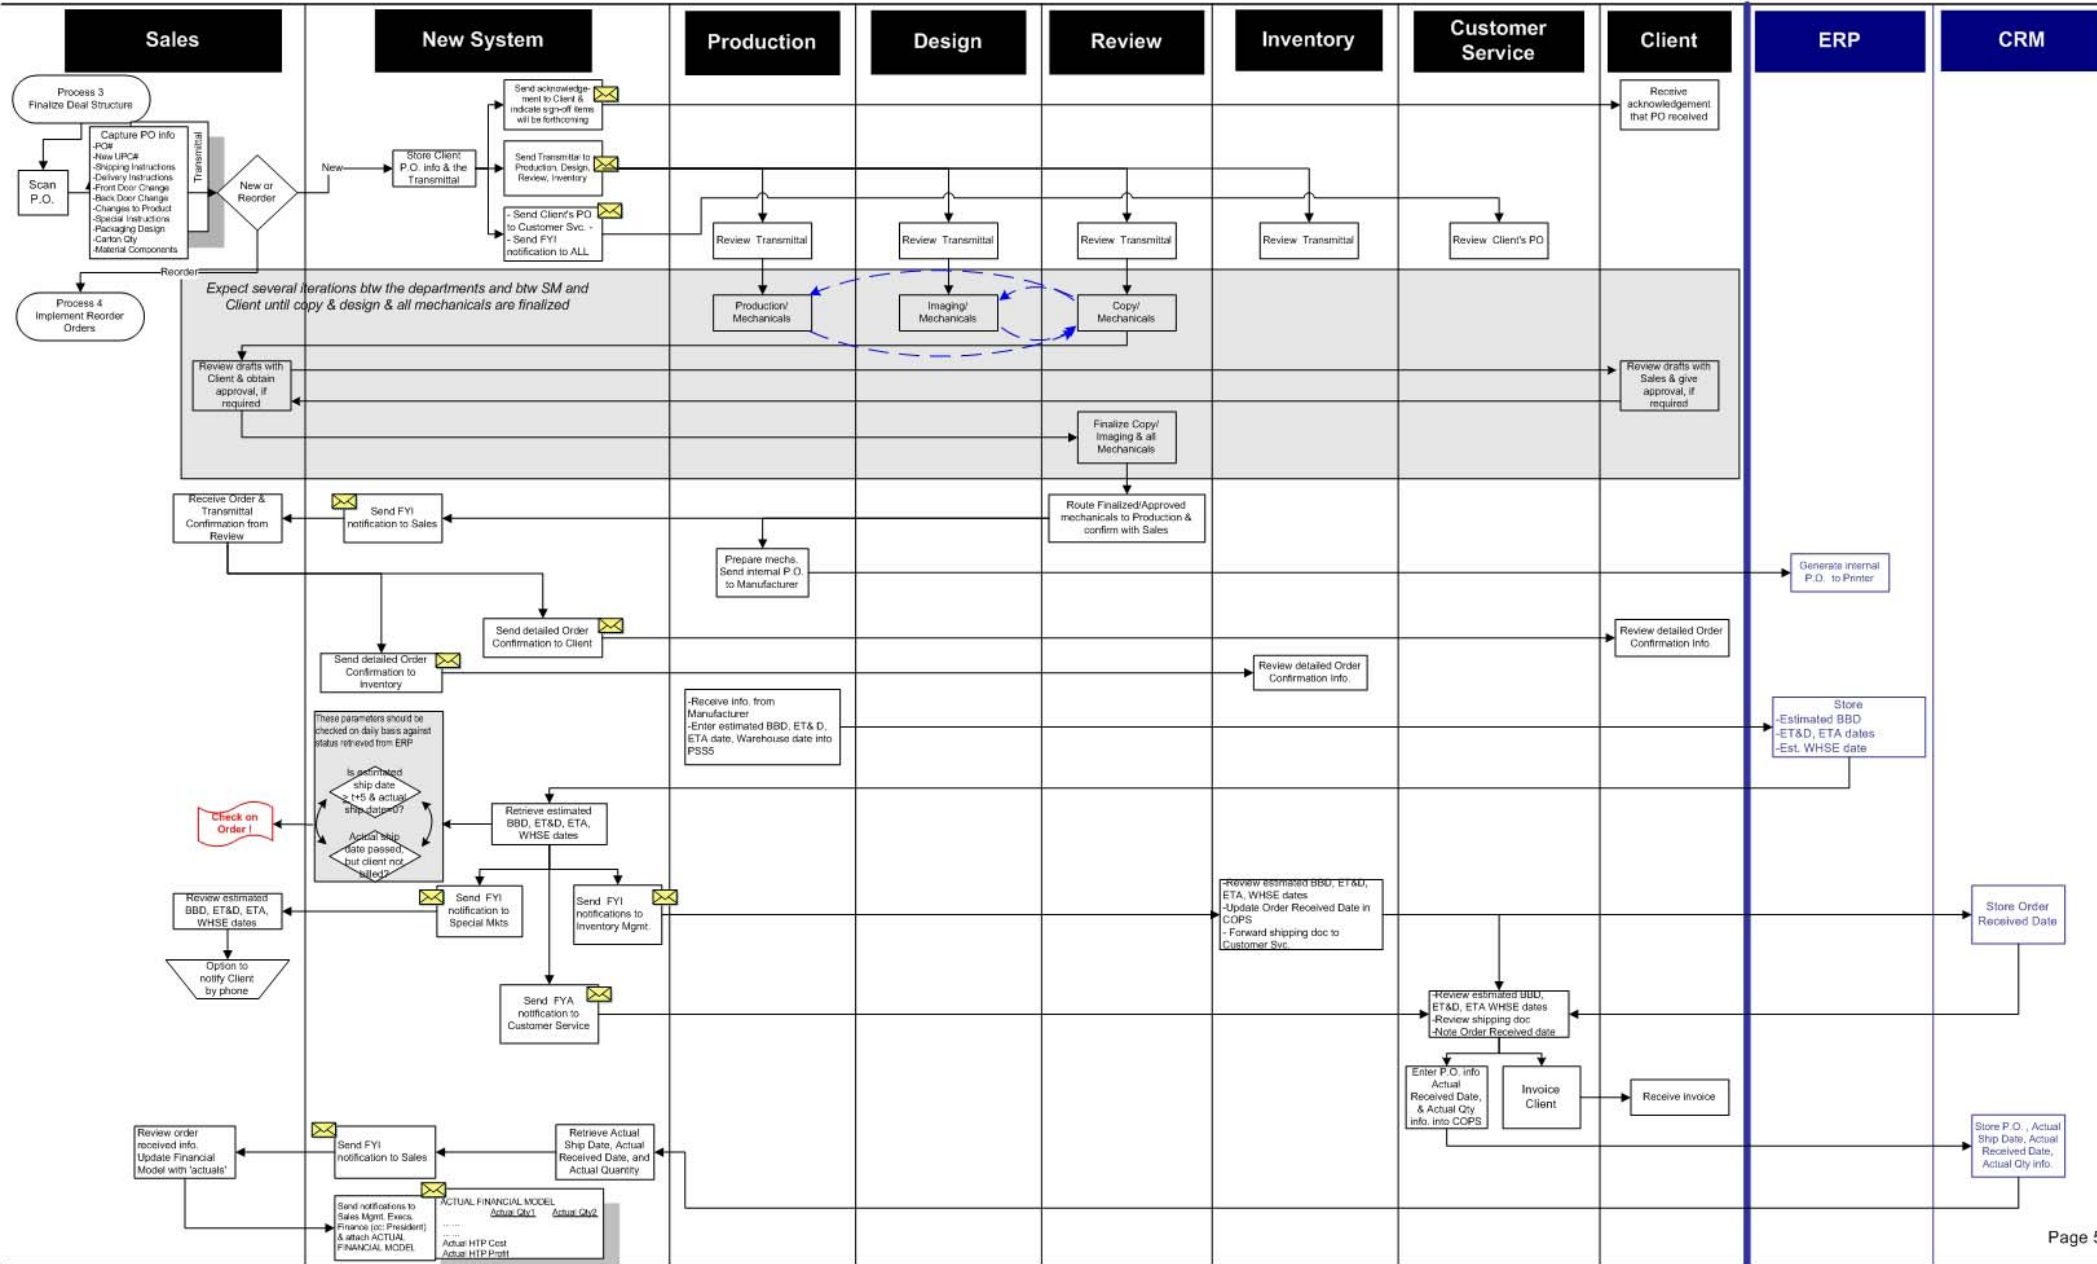 Sales
New System
Production
Design
Review
Inventory
Customer
Service
Client
ERP
CRM
Process 3
Finalize Deal Structure
Scan
P.O.
Capture PO info
-PO#
-New UPC#
-Shipping Instructions
-Delivery Instructions
-Front Door Change
-Back Door Change
-Changes to Product
-Special Instructions
-Packaging Design
-Carton Qty
-Material Components
Transmittal
New or
Reorder
New
Reorder
Process 4
Implement Reorder
Orders
Store Client
P.O. info & the
Transmittal
Send acknowledge-
ment to Client &
indicate sign-off items
will be forthcoming
Send Transmittal to
Production, Design,
Review, Inventory
- Send Client's PO
to Customer Svc. -
- Send FYI
notification to ALL
Receive
acknowledgement
that PO received
Review Transmittal
Review Transmittal
Review Transmittal
Review Transmittal
Review Client's PO
Expect several iterations btw the departments and btw SM and
Client until copy & design & all mechanicals are finalized
Production/
Mechanicals
Imaging/
Mechanicals
Copy/
Mechanicals
Review drafts with
Client & obtain
approval, if
required
Review drafts with
Sales & give
approval, if
required
Finalize Copy/
Imaging & all
Mechanicals
Receive Order &
Transmittal
Confirmation from
Review
Send FYI
notification to Sales
Route Finalized/Approved
mechanicals to Production &
confirm with Sales
Prepare mechs.
Send internal P.O.
to Manufacturer
Generate internal
P.O. to Printer
Send detailed Order
Confirmation to Client
Review detailed Order
Confirmation Info.
Send detailed Order
Confirmation to
Inventory
Review detailed Order
Confirmation Info.
-Receive info. from
Manufacturer
-Enter estimated BBD, ET& D,
ETA date, Warehouse date into
PSS5
Store
-Estimated BBD
-ET&D, ETA dates
-Est. WHSE date
These parameters should be
checked on daily basis against
status retrieved from ERP
Is estimated
ship date
≥ t+5 & actual
ship date=0?
Actual ship
date passed,
but client not
billed?
Check on
Order !
Retrieve estimated
BBD, ET&D, ETA,
WHSE dates
Review estimated
BBD, ET&D, ETA,
WHSE dates
Send FYI
notification to
Special Mkts
Send FYI
notifications to
Inventory Mgmt.
-Review estimated BBD, ET&D,
ETA, WHSE dates
-Update Order Received Date in
COPS
- Forward shipping doc to
Customer Svc.
Store Order
Received Date
Option to
notify Client
by phone
Send FYA
notification to
Customer Service
-Review estimated BBD,
ET&D, ETA WHSE dates
-Review shipping doc
-Note Order Received date
Enter P.O. info
Actual
Received Date,
& Actual Qty
info. into COPS
Invoice
Client
Receive invoice
Review order
received info.
Update Financial
Model with 'actuals'
Send FYI
notification to Sales
Retrieve Actual
Ship Date, Actual
Received Date, and
Actual Quantity
Store P.O. , Actual
Ship Date, Actual
Received Date,
Actual Qty info.
Send notifications to
Sales Mgmt, Execs,
Finance (cc: President)
& attach ACTUAL
FINANCIAL MODEL
ACTUAL FINANCIAL MODEL
Actual Qty1 Actual Qty2
......
......
Actual HTP Cost
Actual HTP Profit
Page 5